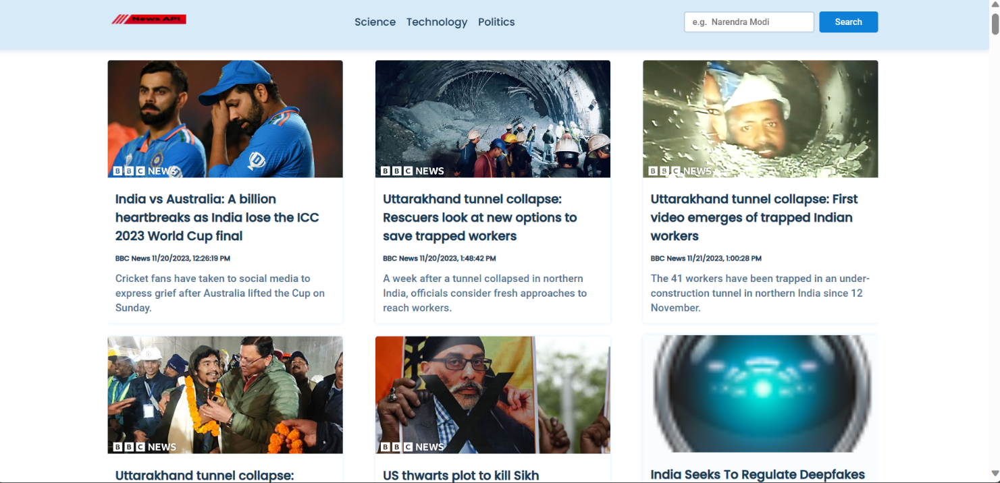 News API
Science Technology Politics
e.g. Narendra Modi
Search
BBC NEWS
BBC NEWS
BBC NEWS
India vs Australia: A billion
heartbreaks as India lose the ICC
2023 World Cup final
BBC News 11/20/2023, 12:26:19 PM
Cricket fans have taken to social media to
express grief after Australia lifted the Cup on
Sunday.
Uttarakhand tunnel collapse:
Rescuers look at new options to
save trapped workers
BBC News 11/20/2023, 1:48:42 PM
A week after a tunnel collapsed in northern
India, officials consider fresh approaches to
reach workers.
Uttarakhand tunnel collapse: First
video emerges of trapped Indian
workers
BBC News 11/21/2023, 1:00:28 PM
The 41 workers have been trapped in an under-
construction tunnel in northern India since 12
November.
BBC NEWS
BBC NEWS
Uttarakhand tunnel collapse:
US thwarts plot to kill Sikh
India Seeks To Regulate Deepfakes